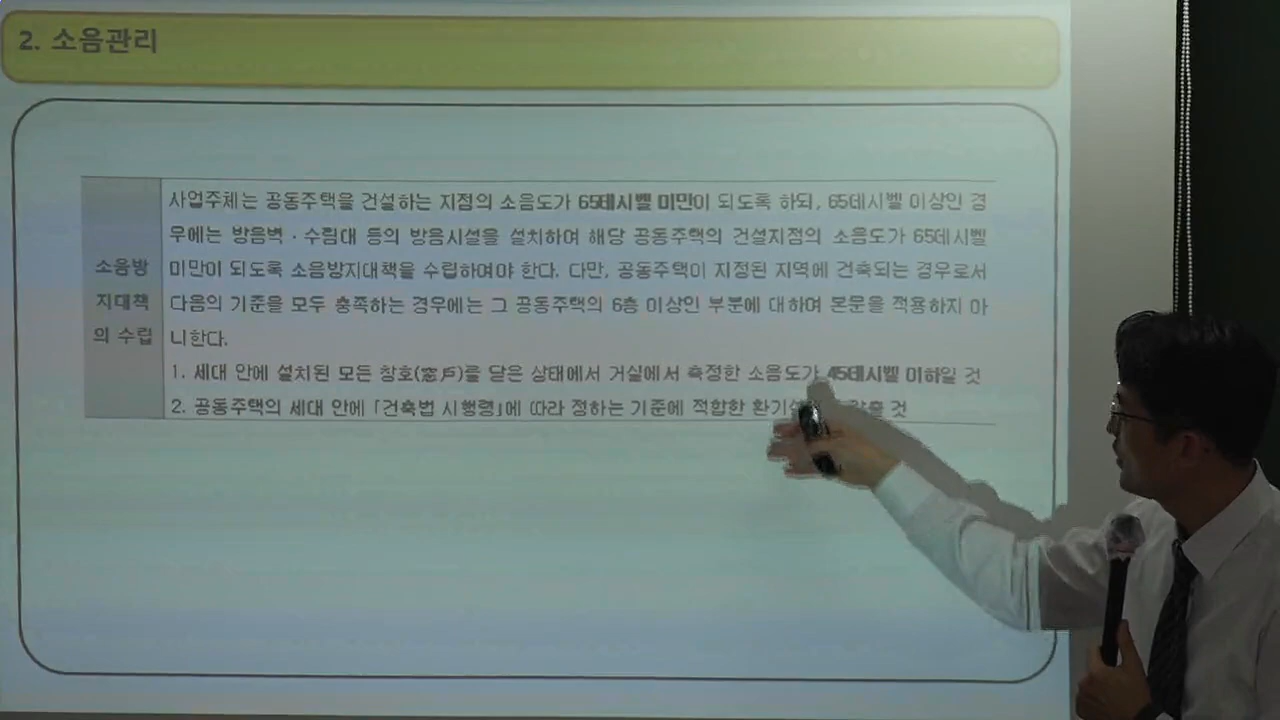 2. 소음관리
소음방
지대책
의 수립
사업주체는 공동주택을 건설하는 지점의 소음도가 65데시벨 미만이 되도록 하되, 65데시벨 이상인 경
우에는 방음벽 · 수림대 등의 방음시설을 설치하여 해당 공동주택의 건설지점의 소음도가 65데시벨
미만이 되도록 소음방지대책을 수립하여야 한다. 다만, 공동주택이 지정된 지역에 건축되는 경우로서
다음의 기준을 모두 충족하는 경우에는 그 공동주택의 6층 이상인 부분에 대하여 본문을 적용하지 아
니한다.
1. 세대 안에 설치된 모든 창호(窓戶)를 닫은 상태에서 거실에서 측정한 소음도가 45데시벨 이하일 것
2. 공동주택의 세대 안에 「건축법 시행령」에 따라 정하는 기준에 적합한 갖출 것